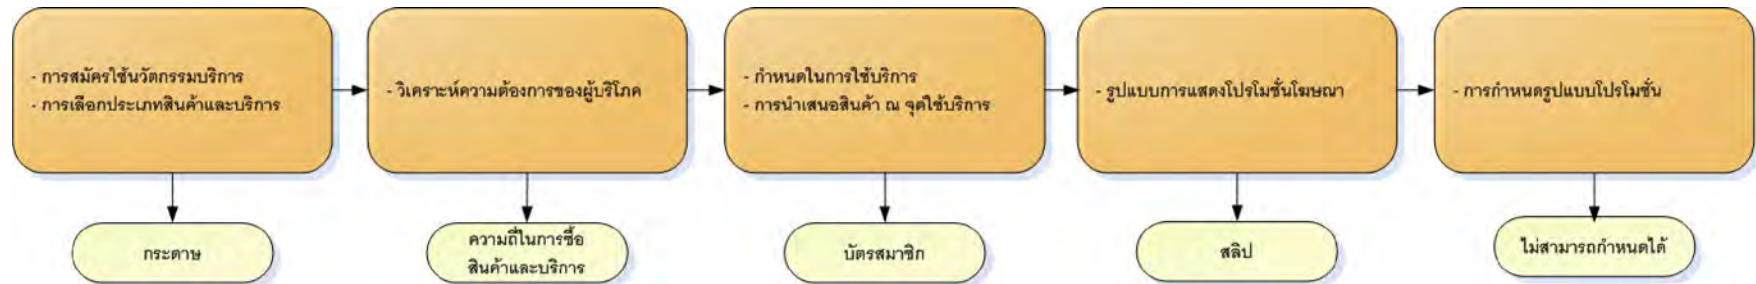 - การสมัครใช้นวัตกรรมบริการ
- การเลือกประเภทสินค้าและบริการ
- วิเคราะห์ความต้องการของผู้บริโภค
- กำหนดในการใช้บริการ
- การนำเสนอสินค้า ณ จุดใช้บริการ
- รูปแบบการแสดงโปรโมชั่นโฆษณา
- การกำหนดรูปแบบโปรโมชั่น
กระดาษ
ความถี่ในการซื้อ
สินค้าและบริการ
บัตรสมาชิก
สลิป
ไม่สามารถกำหนดได้